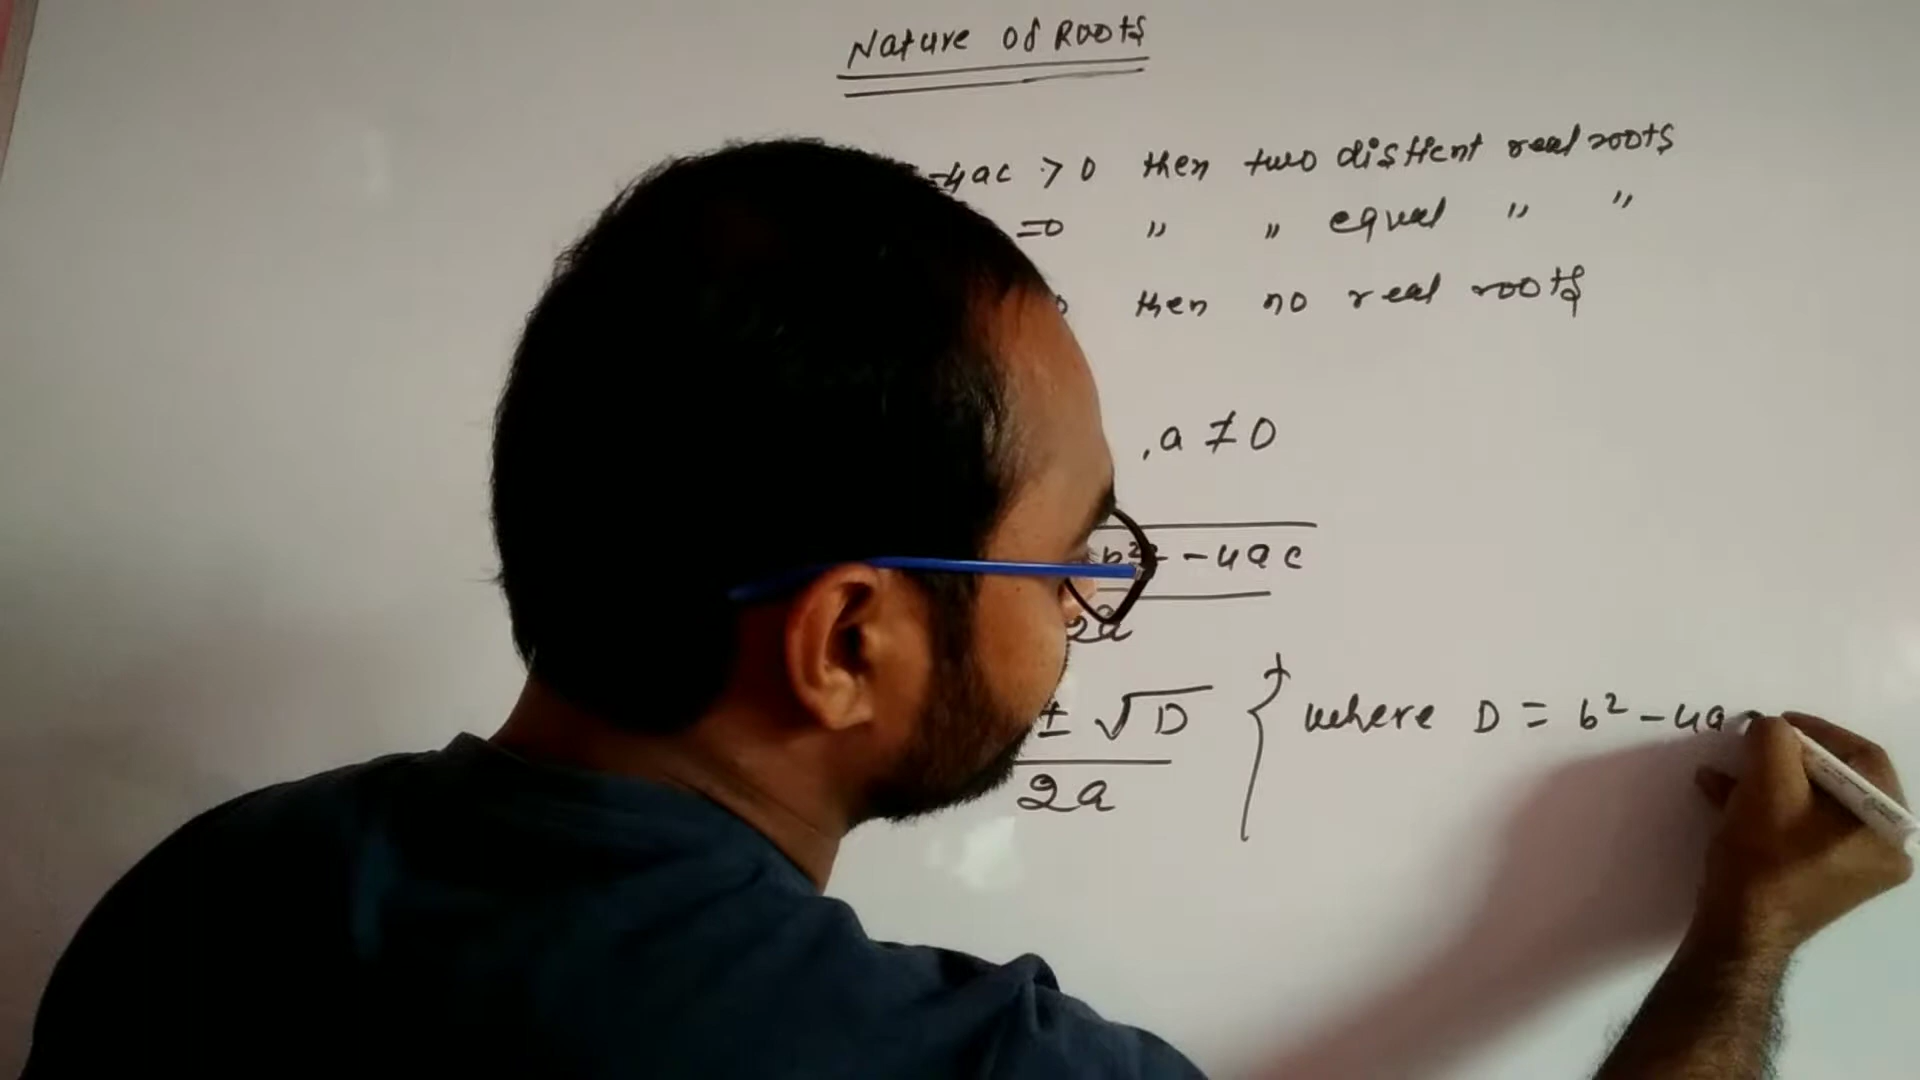 Nature of Roots
-4ac > 0 then two distient real roots
=0 " " equal " "
then no real roots
, a ≠ 0
b² - 4ac
2a
± √D { where D = b² - 4a
2a